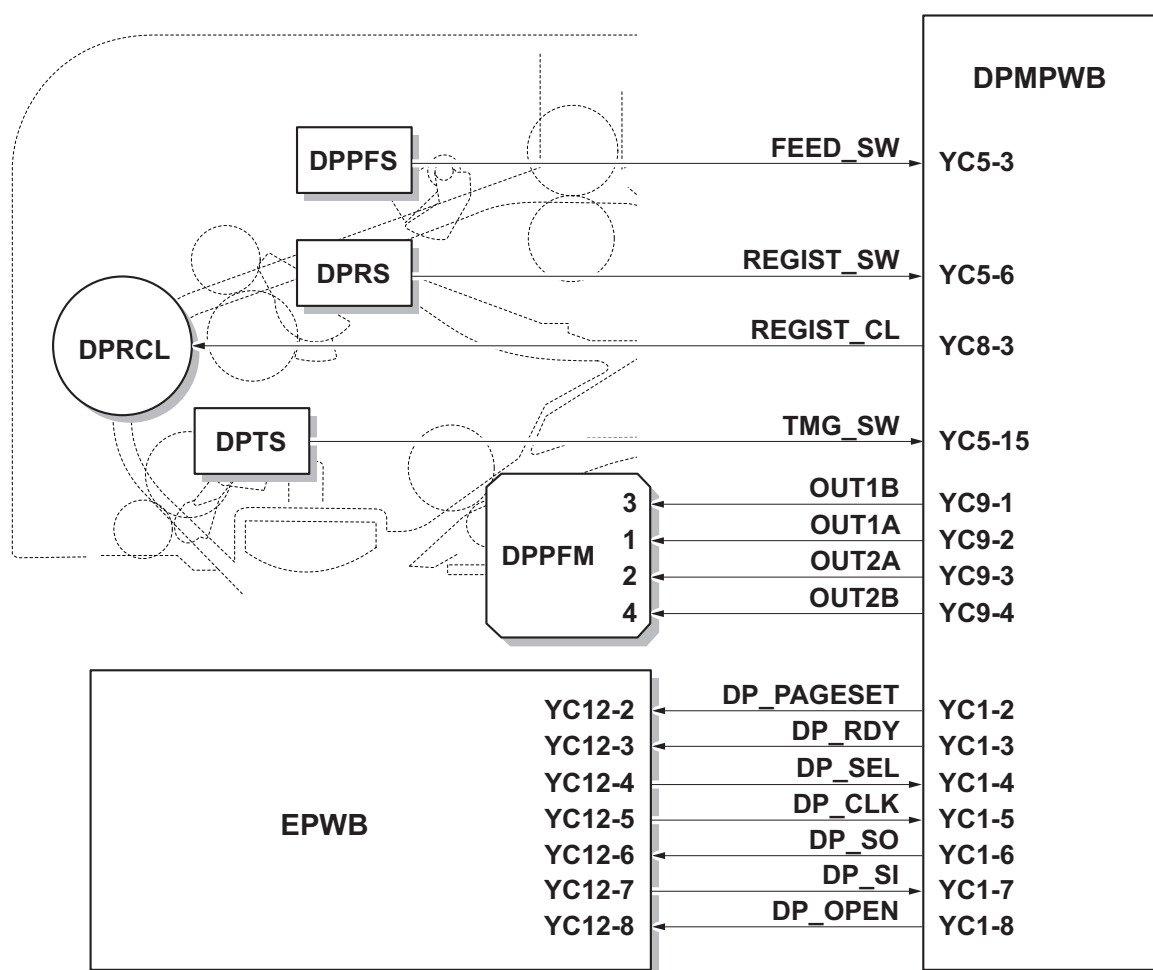 DPMPWB
DPPFS FEED_SW YC5-3
DPRS REGIST_SW YC5-6
DPRCL REGIST_CL YC8-3
DPTS TMG_SW YC5-15
DPPFM
3 OUT1B YC9-1
1 OUT1A YC9-2
2 OUT2A YC9-3
4 OUT2B YC9-4
EPWB
YC12-2 DP_PAGESET YC1-2
YC12-3 DP_RDY YC1-3
YC12-4 DP_SEL YC1-4
YC12-5 DP_CLK YC1-5
YC12-6 DP_SO YC1-6
YC12-7 DP_SI YC1-7
YC12-8 DP_OPEN YC1-8